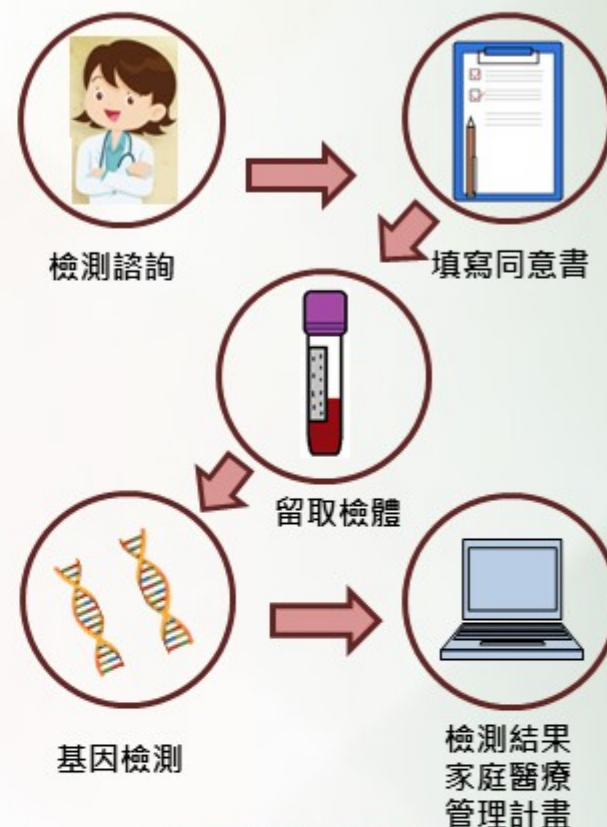 檢測諮詢
填寫同意書
留取檢體
基因檢測
檢測結果
家庭醫療
管理計畫